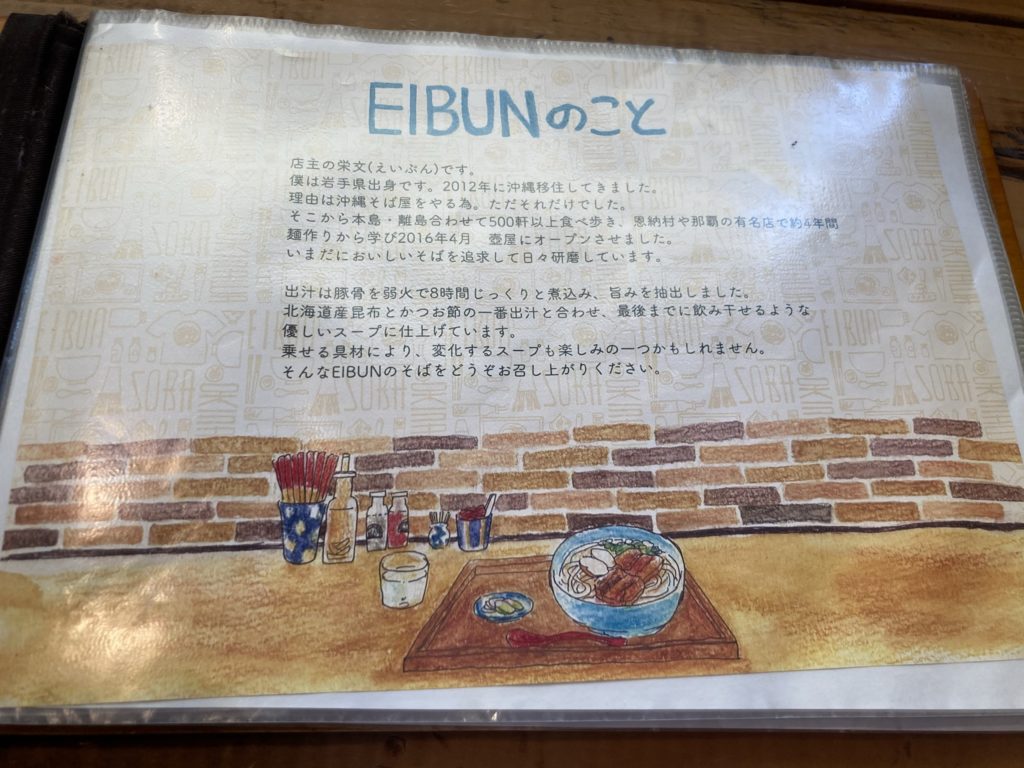 EIBUNのこと
店主の栄文(えいぶん)です。
僕は岩手県出身です。2012年に沖縄移住してきました。
理由は沖縄そば屋をやる為。ただそれだけでした。
そこから本島・離島合わせて500軒以上食べ歩き、恩納村や那覇の有名店で約4年間
麺作りから学び2016年4月　壺屋にオープンさせました。
いまだにおいしいそばを追求して日々研磨しています。
出汁は豚骨を弱火で8時間じっくりと煮込み、旨みを抽出しました。
北海道産昆布とかつお節の一番出汁と合わせ、最後までに飲み干せるような
優しいスープに仕上げています。
乗せる具材により、変化するスープも楽しみの一つかもしれません。
そんなEIBUNのそばをどうぞお召し上がりください。